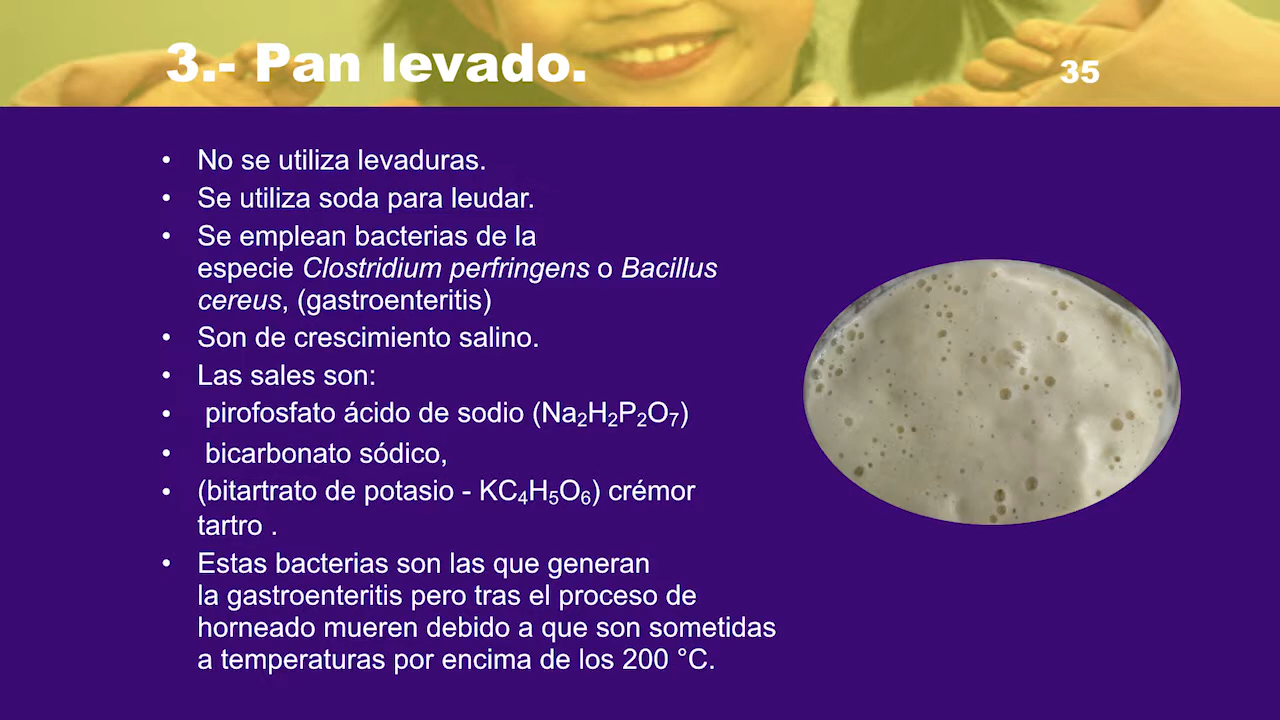 3.- Pan levado.
35
• No se utiliza levaduras.
• Se utiliza soda para leudar.
• Se emplean bacterias de la
especie Clostridium perfringens o Bacillus
cereus, (gastroenteritis)
• Son de crescimiento salino.
• Las sales son:
• pirofosfato ácido de sodio (Na₂H₂P₂O₇)
• bicarbonato sódico,
• (bitartrato de potasio - KC₄H₅O₆) crémor
tartro .
• Estas bacterias son las que generan
la gastroenteritis pero tras el proceso de
horneado mueren debido a que son sometidas
a temperaturas por encima de los 200 °C.